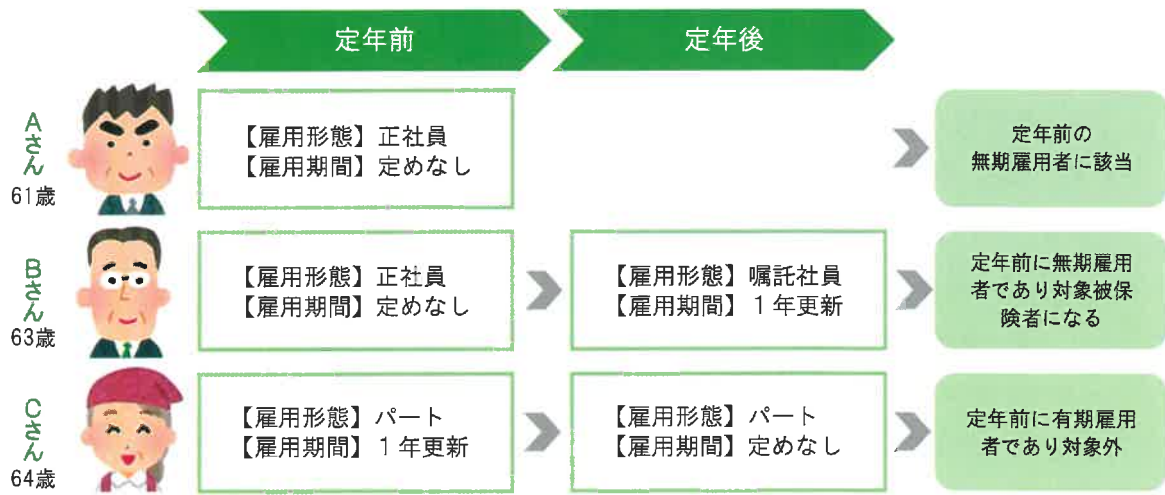 定年前
定年後
Aさん
61歳
【雇用形態】正社員
【雇用期間】定めなし
定年前の
無期雇用者に該当
Bさん
63歳
【雇用形態】正社員
【雇用期間】定めなし
【雇用形態】嘱託社員
【雇用期間】1年更新
定年前に無期雇用
者であり対象被保
険者になる
Cさん
64歳
【雇用形態】パート
【雇用期間】1年更新
【雇用形態】パート
【雇用期間】定めなし
定年前に有期雇用
者であり対象外